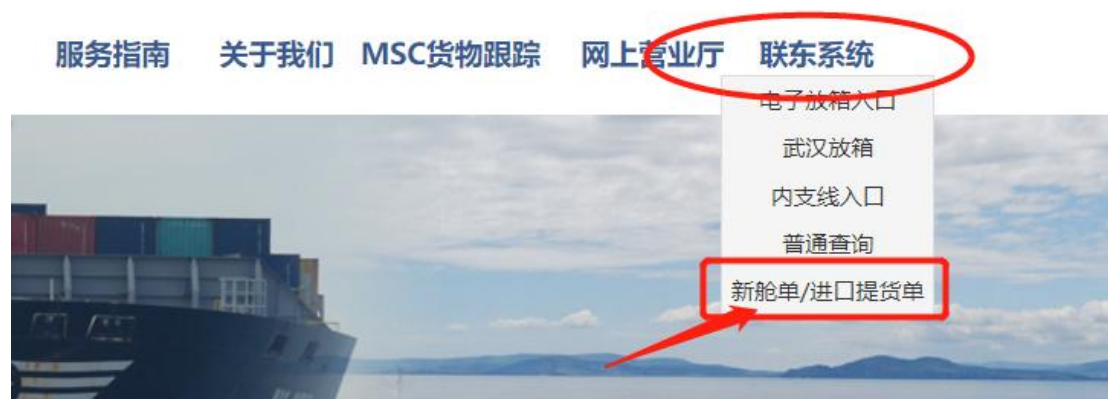 服务指南 关于我们 MSC货物跟踪 网上营业厅 联东系统
电子放箱入口
武汉放箱
内支线入口
普通查询
新舱单/进口提货单